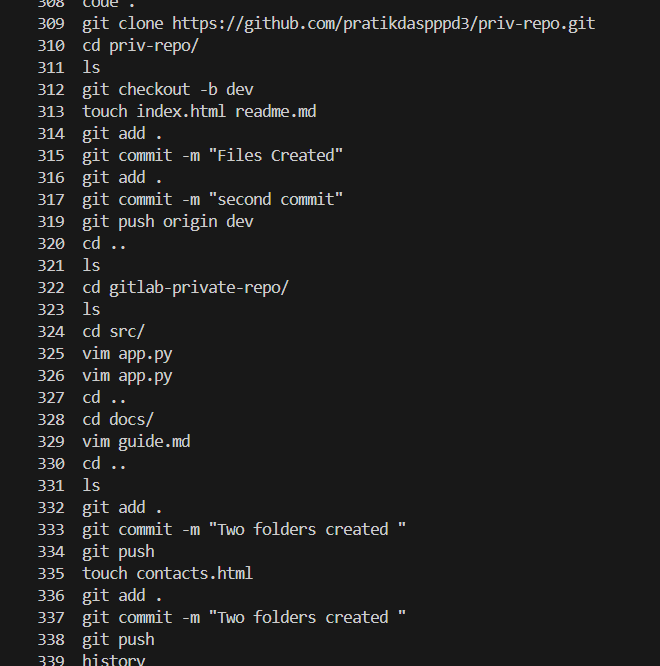 308 code .
309 git clone https://github.com/pratikdaspppd3/priv-repo.git
310 cd priv-repo/
311 ls
312 git checkout -b dev
313 touch index.html readme.md
314 git add .
315 git commit -m "Files Created"
316 git add .
317 git commit -m "second commit"
319 git push origin dev
320 cd ..
321 ls
322 cd gitlab-private-repo/
323 ls
324 cd src/
325 vim app.py
326 vim app.py
327 cd ..
328 cd docs/
329 vim guide.md
330 cd ..
331 ls
332 git add .
333 git commit -m "Two folders created "
334 git push
335 touch contacts.html
336 git add .
337 git commit -m "Two folders created "
338 git push
339 history